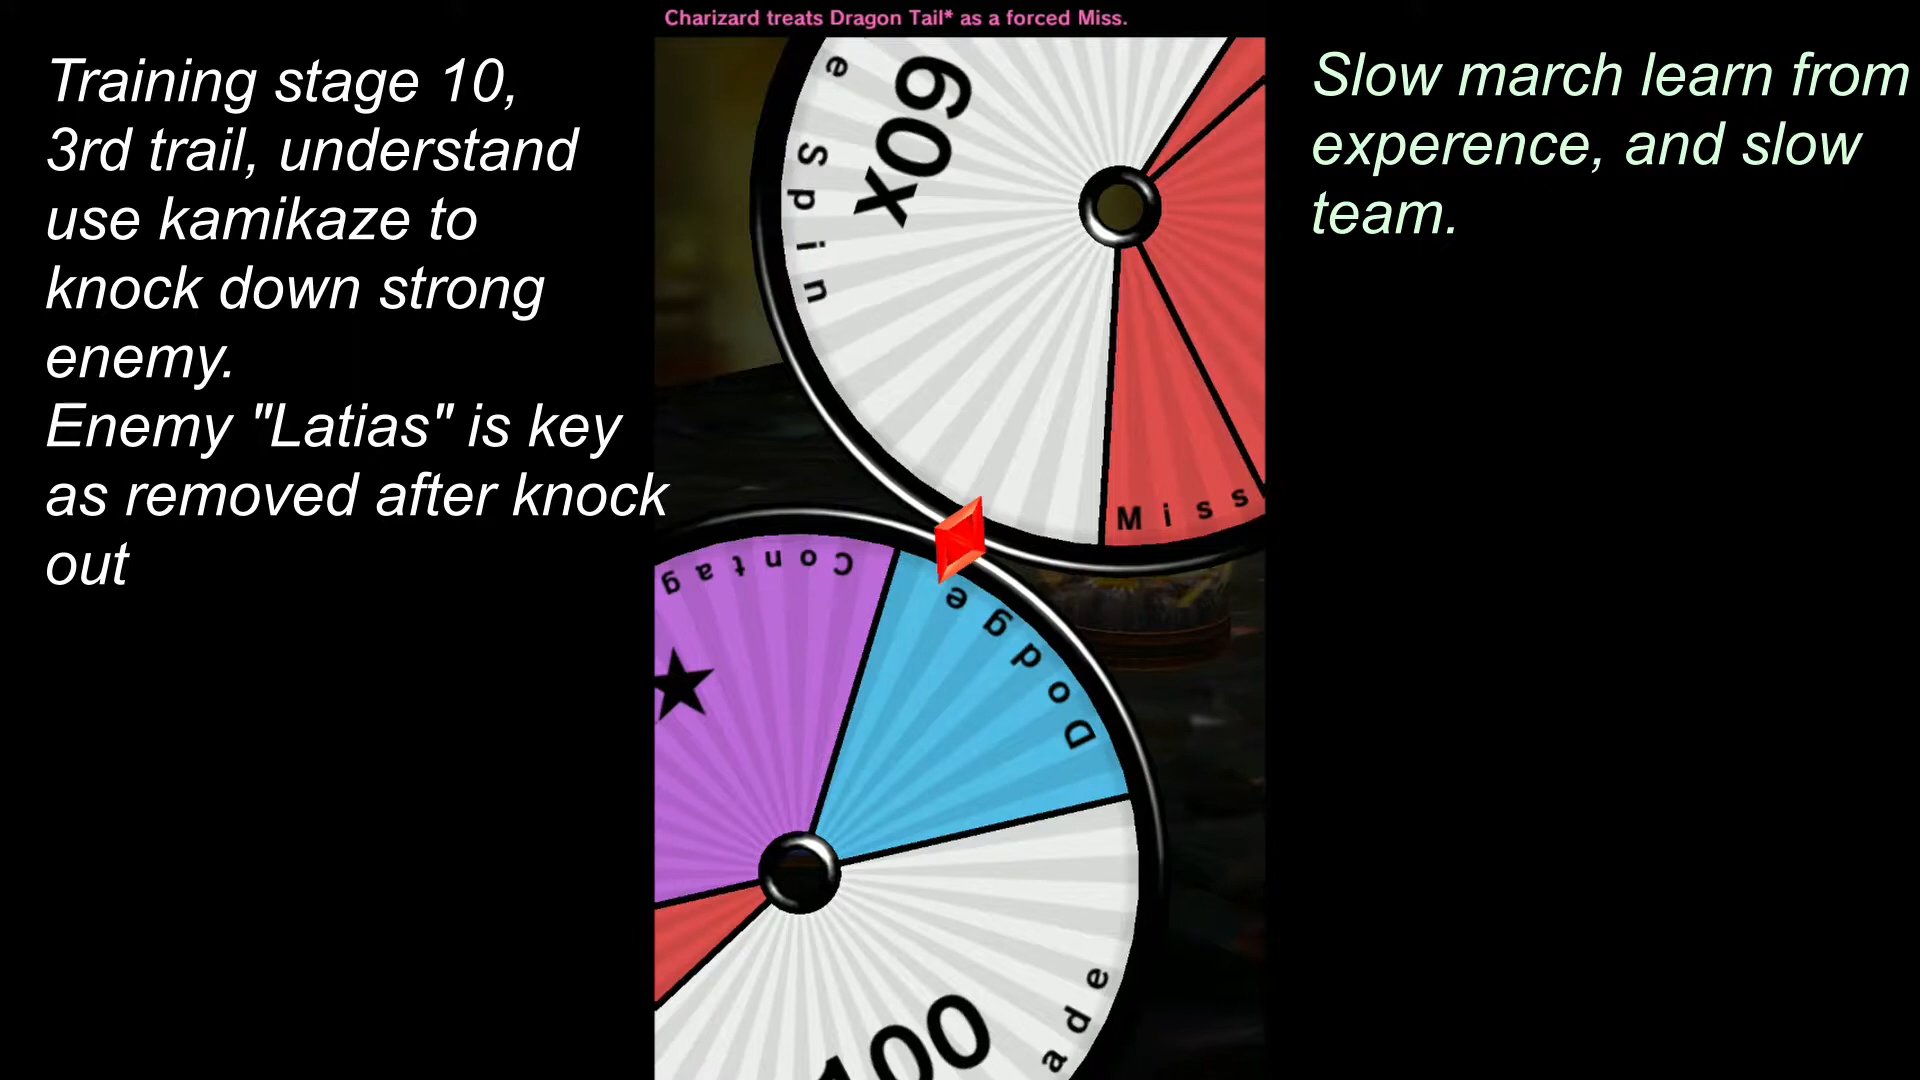 Charizard treats Dragon Tail* as a forced Miss.
Training stage 10,
3rd trail, understand
use kamikaze to
knock down strong
enemy.
Enemy "Latias" is key
as removed after knock
out
Slow march learn from
experence, and slow
team.
60x
e Spin
Miss
Contag
Dodge
100
ade